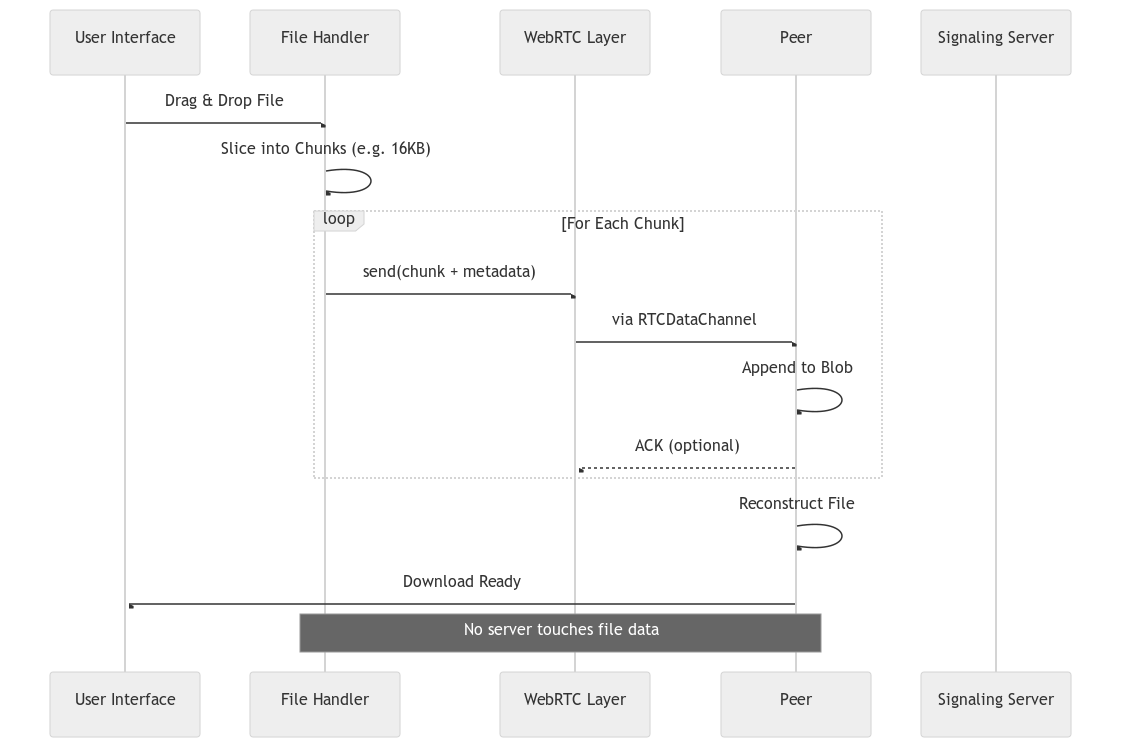 User Interface
File Handler
WebRTC Layer
Peer
Signaling Server
Drag & Drop File
Slice into Chunks (e.g. 16KB)
loop
[For Each Chunk]
send(chunk + metadata)
via RTCDataChannel
Append to Blob
ACK (optional)
Reconstruct File
Download Ready
No server touches file data
User Interface
File Handler
WebRTC Layer
Peer
Signaling Server